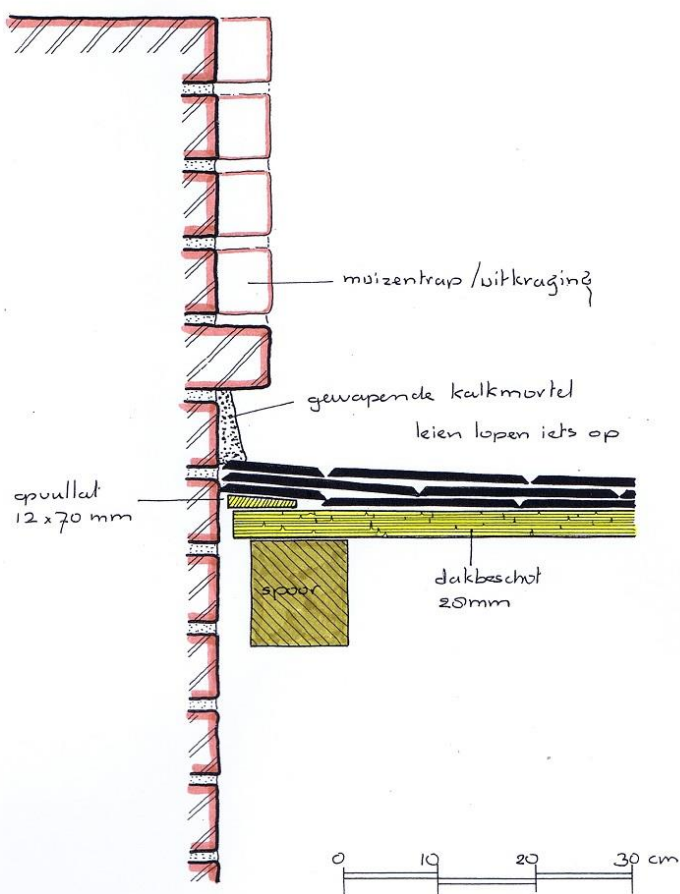 muizentrap /uitkraging
gewapende kalkmortel
leien lopen iets op
opvullat
12 x 70 mm
spoor
dakbeschot
20mm
0 10 20 30 cm